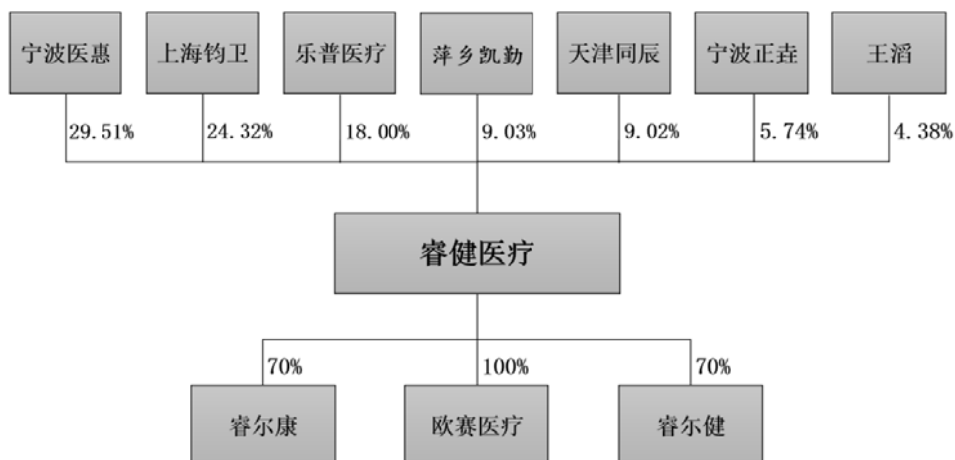 宁波医惠
上海钧卫
乐普医疗
萍乡凯勤
天津同辰
宁波正垚
王滔
29.51%
24.32%
18.00%
9.03%
9.02%
5.74%
4.38%
睿健医疗
70%
100%
70%
睿尔康
欧赛医疗
睿尔健